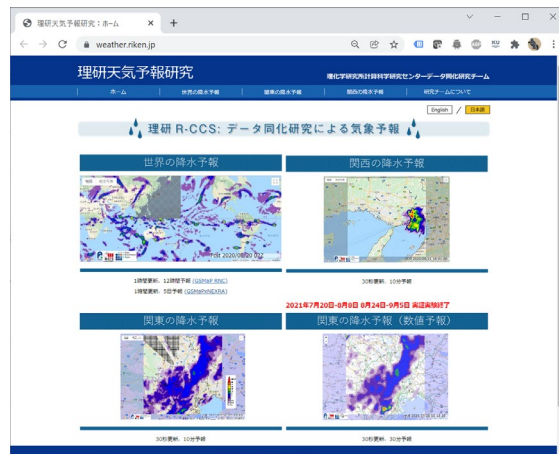 理研天気予報研究:ホーム
weather.riken.jp
理研天気予報研究
理化学研究所計算科学研究センターデータ同化研究チーム
ホーム
世界の降水予報
関東の降水予報
関西の降水予報
研究チームについて
English / 日本語
理研 R-CCS: データ同化研究による気象予報
世界の降水予報
関西の降水予報
1時間更新、12時間予報 (GSMaP RNC)
1時間更新、5日予報 (GSMaPxNEXRA)
30秒更新、10分予報
2021年7月20日-8月8日 8月24日-9月5日 実証実験終了
関東の降水予報
関東の降水予報(数値予報)
30秒更新、10分予報
30秒更新、30分予報